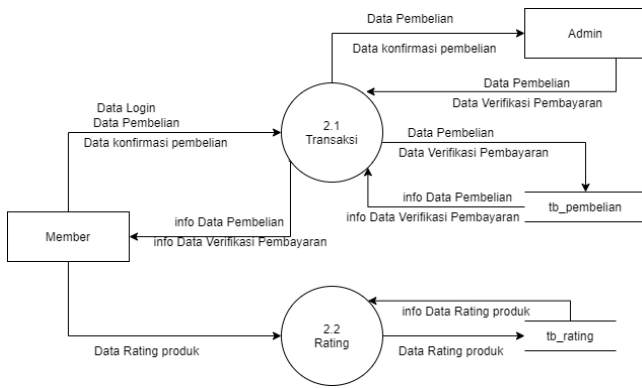 Data Pembelian
Data konfirmasi pembelian
Admin
Data Pembelian
Data Verifikasi Pembayaran
Data Login
Data Pembelian
Data konfirmasi pembelian
2.1
Transaksi
Data Pembelian
Data Verifikasi Pembayaran
info Data Pembelian
info Data Verifikasi Pembayaran
tb_pembelian
Member
info Data Pembelian
info Data Verifikasi Pembayaran
info Data Rating produk
2.2
Rating
tb_rating
Data Rating produk
Data Rating produk